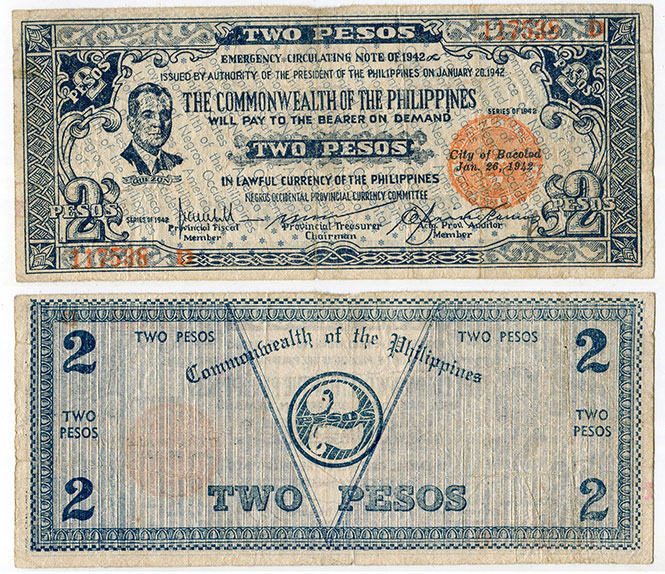 TWO PESOS
117538 D
EMERGENCY CIRCULATING NOTE OF 1942
ISSUED BY AUTHORITY OF THE PRESIDENT OF THE PHILIPPINES ON JANUARY 20, 1942
PESOS
2
PESOS
2
THE COMMONWEALTH OF THE PHILIPPINES
SERIES OF 1942
WILL PAY TO THE BEARER ON DEMAND
TWO PESOS
City of Bacolod
Jan. 26, 1942
QUEZON
IN LAWFUL CURRENCY OF THE PHILIPPINES
NEGROS OCCIDENTAL PROVINCIAL CURRENCY COMMITTEE
2
PESOS
2
PESOS
SERIES OF 1942
Provincial Fiscal
Member
Provincial Treasurer
Chairman
Actg. Prov. Auditor
Member
117538 D
2
TWO PESOS
Commonwealth of the Philippines
TWO PESOS
2
TWO
PESOS
TWO
PESOS
2
TWO PESOS
2